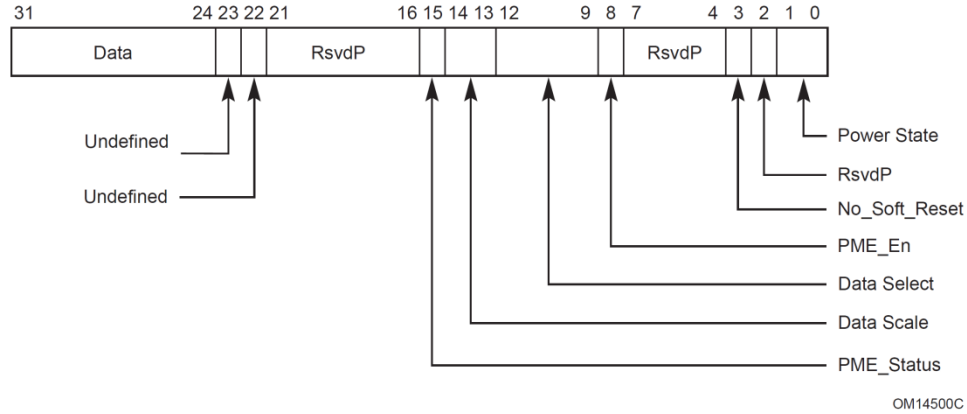 31 24 23 22 21 16 15 14 13 12 9 8 7 4 3 2 1 0
Data RsvdP RsvdP
Undefined
Power State
RsvdP
Undefined
No_Soft_Reset
PME_En
Data Select
Data Scale
PME_Status
OM14500C